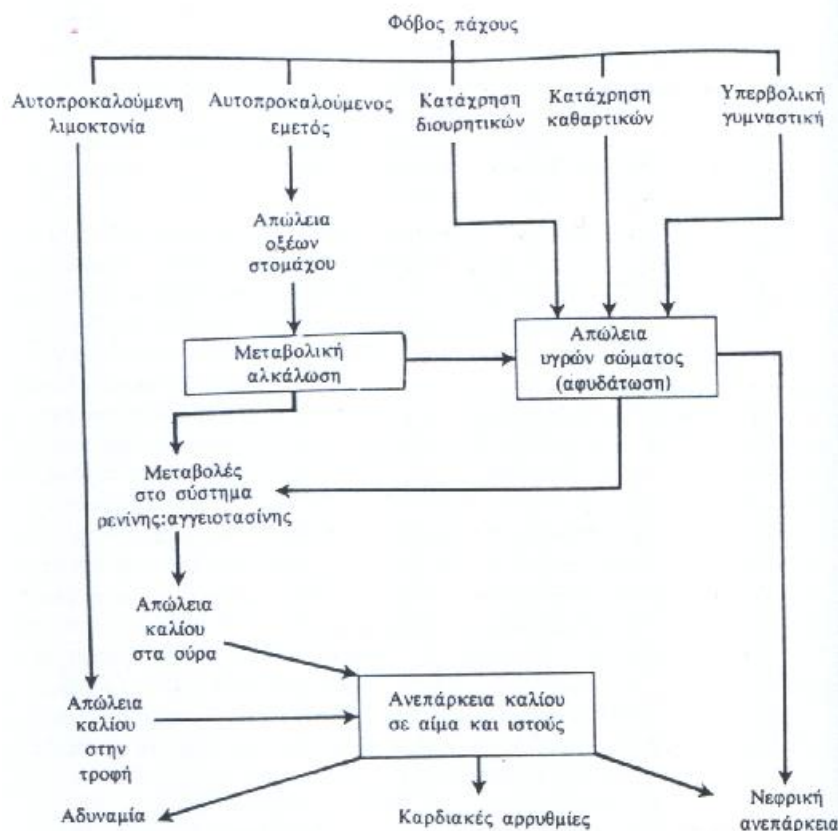 Φόβος πάχους
Αυτοπροκαλούμενη
λιμοκτονία
Αυτοπροκαλούμενος
εμετός
Κατάχρηση
διουρητικών
Κατάχρηση
καθαρτικών
Υπερβολική
γυμναστική
Απώλεια
οξέων
στομάχου
Μεταβολική
αλκάλωση
Απώλεια
υγρών σώματος
(αφυδάτωση)
Μεταβολές
στο σύστημα
ρενίνης:αγγειοτασίνης
Απώλεια
καλίου
στα ούρα
Απώλεια
καλίου
στην
τροφή
Ανεπάρκεια καλίου
σε αίμα και ιστούς
Αδυναμία
Καρδιακές αρρυθμίες
Νεφρική
ανεπάρκεια